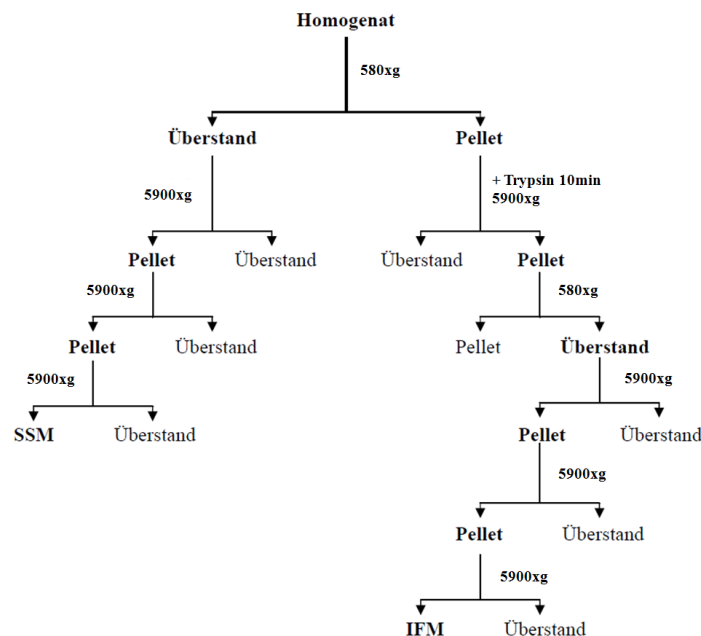 Homogenat
580xg
Überstand
Pellet
5900xg
+ Trypsin 10min
5900xg
Pellet
Überstand
Überstand
Pellet
5900xg
580xg
Pellet
Überstand
Pellet
Überstand
5900xg
5900xg
SSM
Überstand
Pellet
Überstand
5900xg
Pellet
Überstand
5900xg
IFM
Überstand